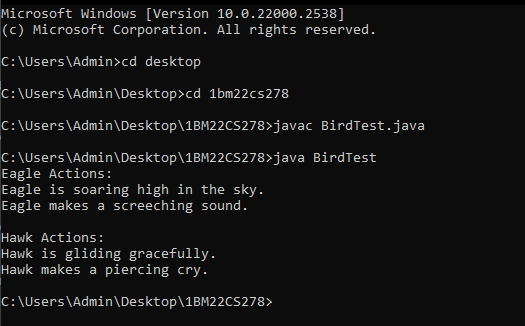 Microsoft Windows [Version 10.0.22000.2538]
(c) Microsoft Corporation. All rights reserved.
C:\Users\Admin>cd desktop
C:\Users\Admin\Desktop>cd 1bm22cs278
C:\Users\Admin\Desktop\1BM22CS278>javac BirdTest.java
C:\Users\Admin\Desktop\1BM22CS278>java BirdTest
Eagle Actions:
Eagle is soaring high in the sky.
Eagle makes a screeching sound.
Hawk Actions:
Hawk is gliding gracefully.
Hawk makes a piercing cry.
C:\Users\Admin\Desktop\1BM22CS278>